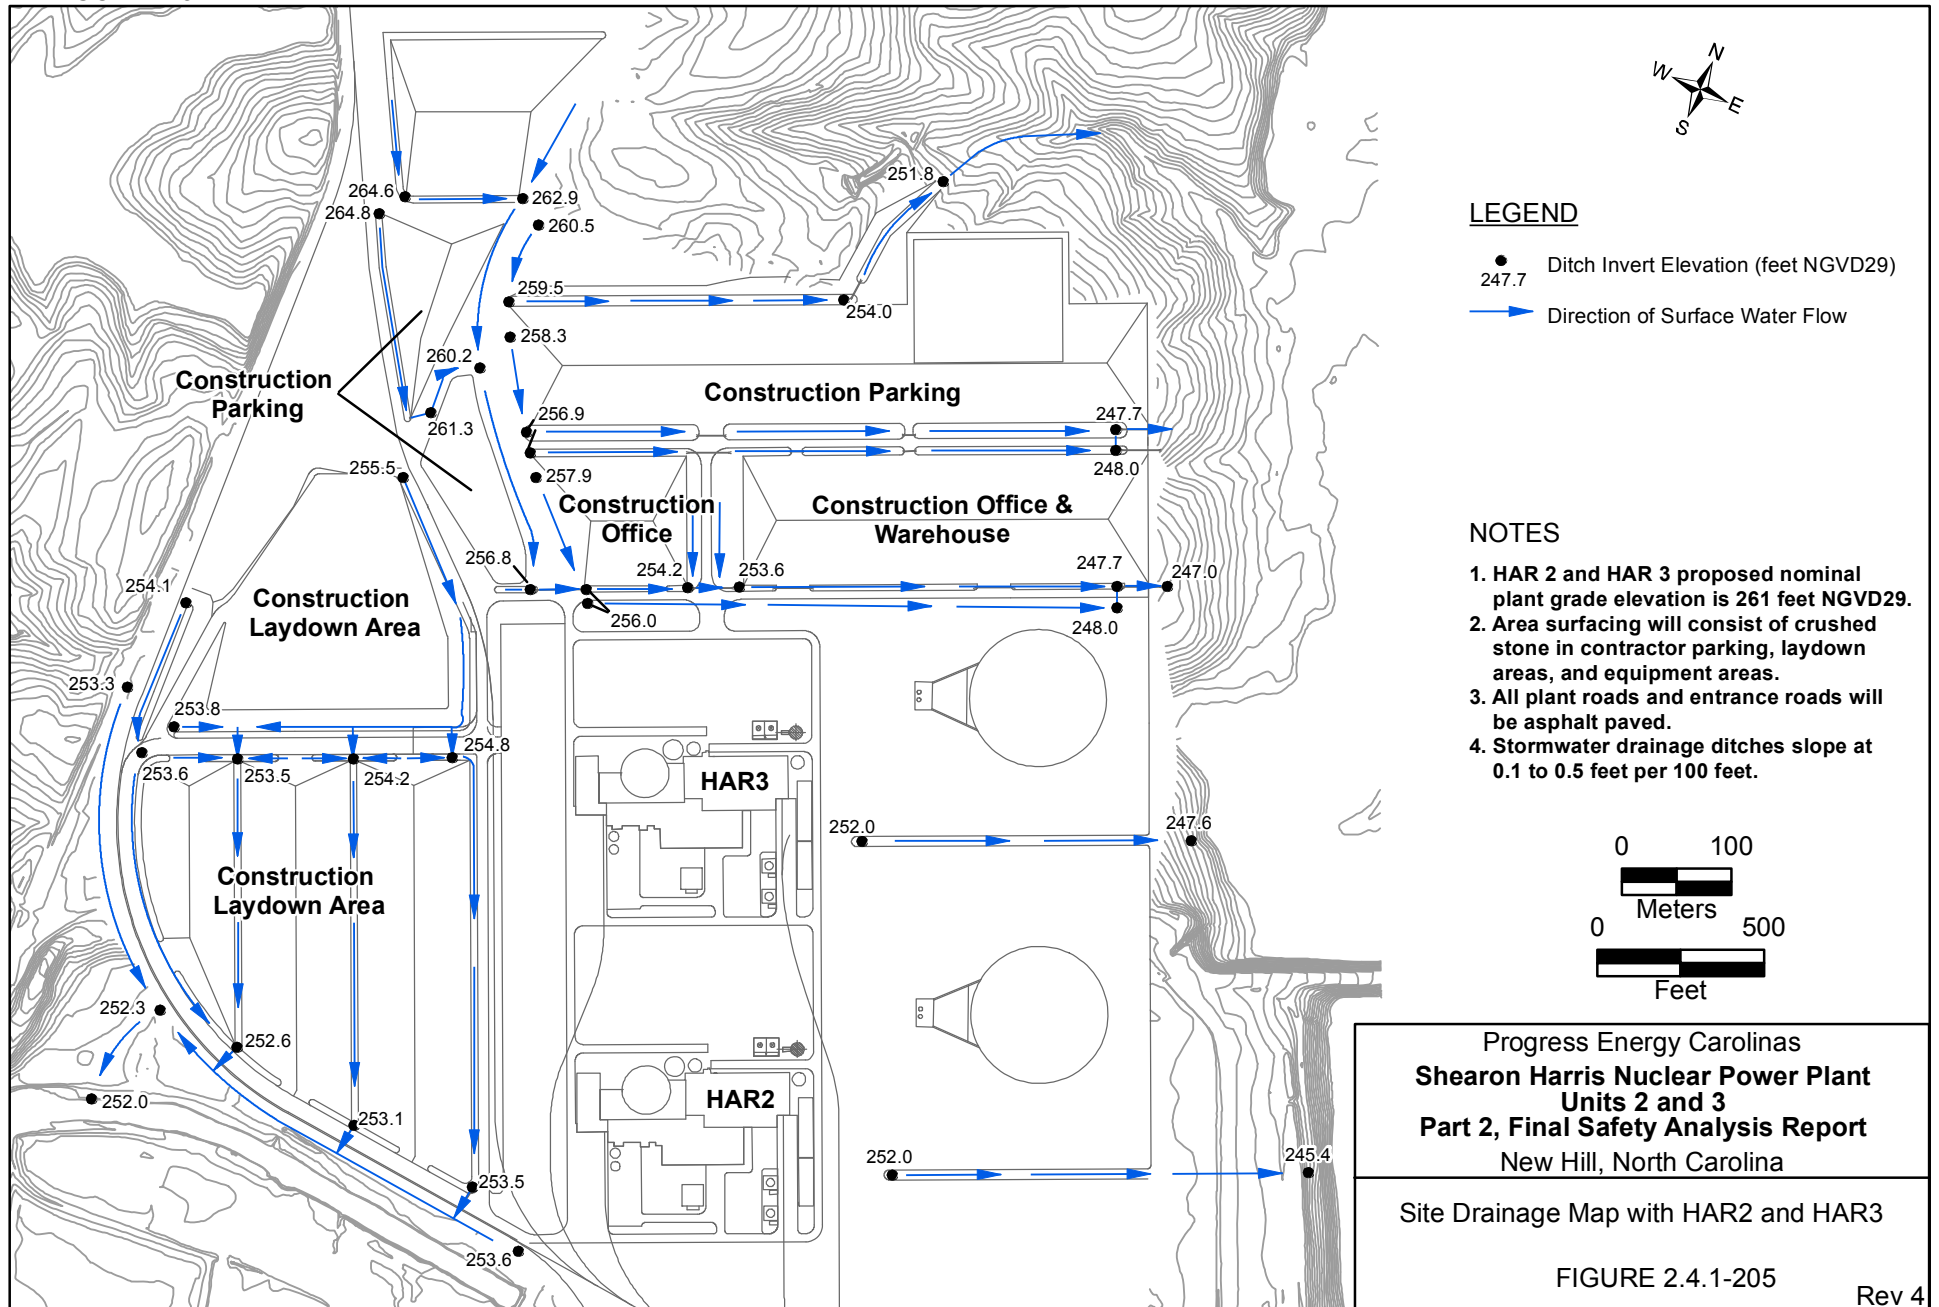 N
W
E
S
264.6
264.8
262.9
260.5
251.8
259.5
254.0
258.3
260.2
261.3
Construction
Parking
Construction Parking
256.9
247.7
248.0
257.9
255.5
Construction
Office
Construction Office &
Warehouse
256.8
254.2
253.6
247.7
247.0
256.0
248.0
254.1
Construction
Laydown Area
253.3
253.8
253.6
253.5
254.2
254.8
HAR3
252.0
247.6
Construction
Laydown Area
252.3
252.6
252.0
253.1
HAR2
253.5
253.6
252.0
245.4
LEGEND
247.7
Ditch Invert Elevation (feet NGVD29)
Direction of Surface Water Flow
NOTES
1. HAR 2 and HAR 3 proposed nominal
plant grade elevation is 261 feet NGVD29.
2. Area surfacing will consist of crushed
stone in contractor parking, laydown
areas, and equipment areas.
3. All plant roads and entrance roads will
be asphalt paved.
4. Stormwater drainage ditches slope at
0.1 to 0.5 feet per 100 feet.
0 100
Meters
0 500
Feet
Progress Energy Carolinas
Shearon Harris Nuclear Power Plant
Units 2 and 3
Part 2, Final Safety Analysis Report
New Hill, North Carolina
Site Drainage Map with HAR2 and HAR3
FIGURE 2.4.1-205
Rev 4